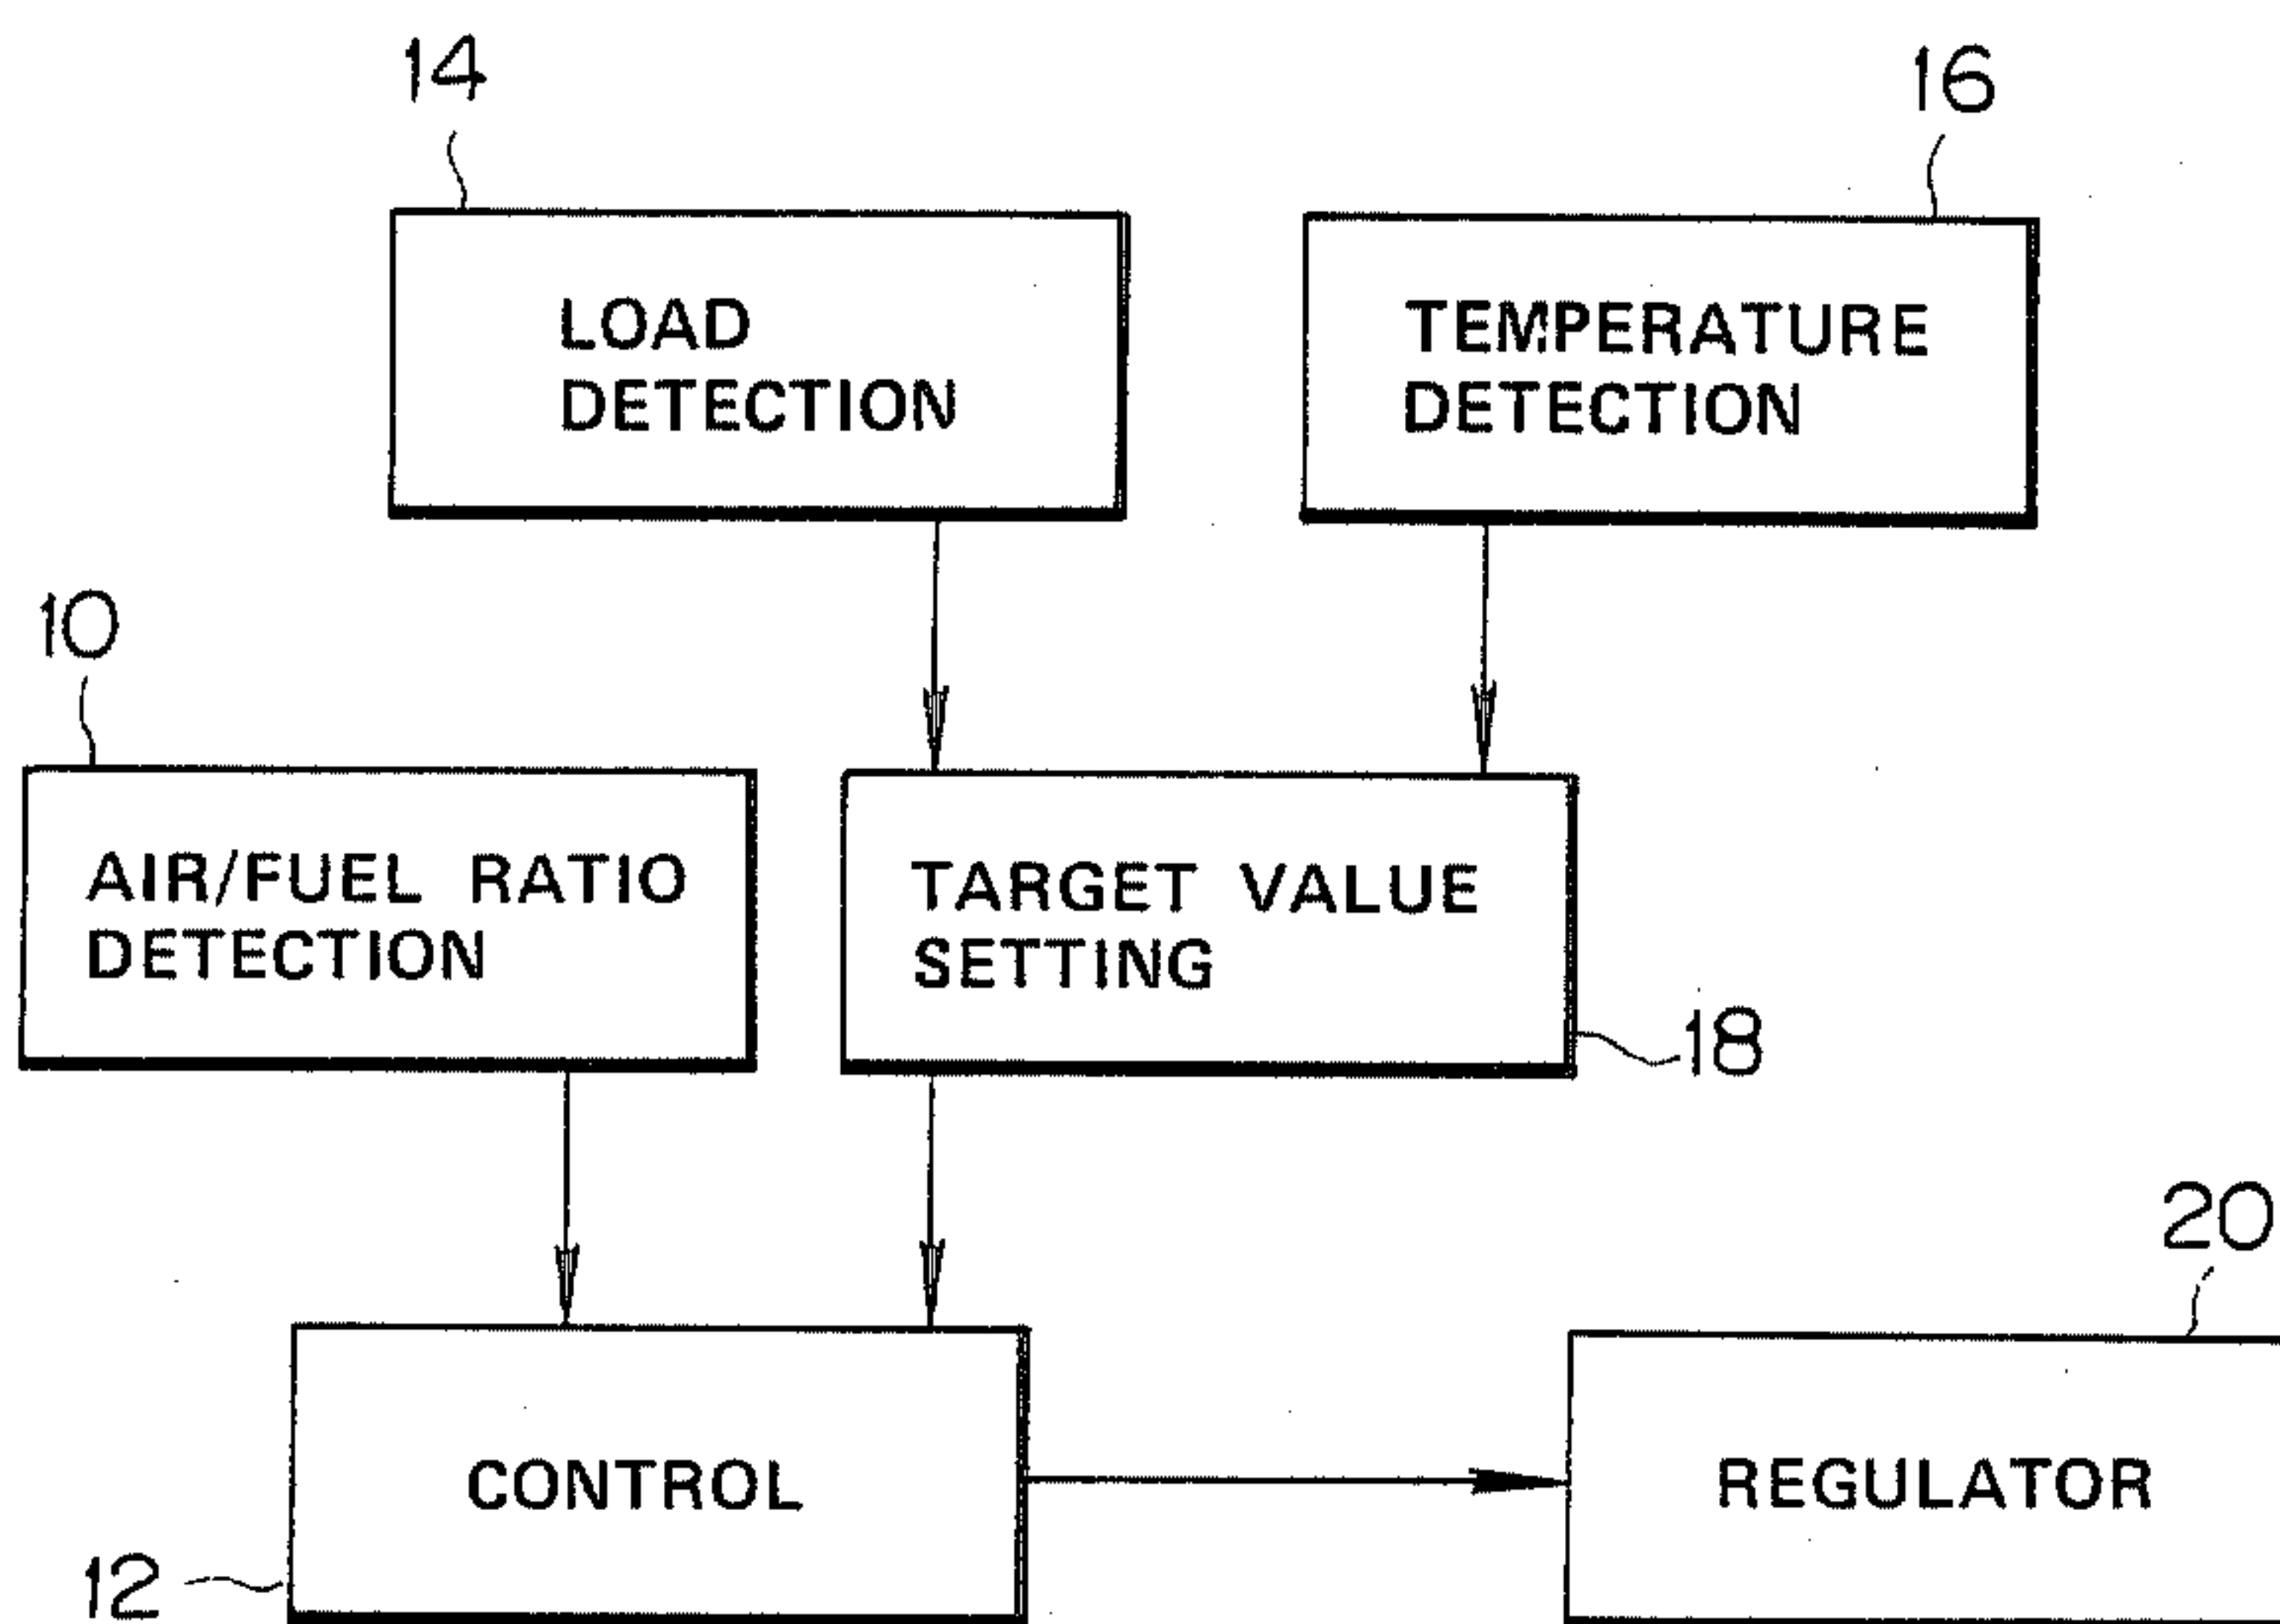 14
16
LOAD
DETECTION
TEMPERATURE
DETECTION
10
AIR/FUEL RATIO
DETECTION
TARGET VALUE
SETTING
18
20
CONTROL
REGULATOR
12